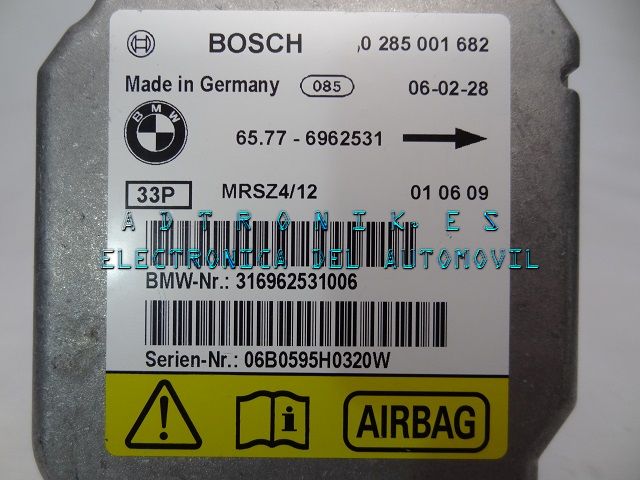 BOSCH 0 285 001 682
Made in Germany 085 06-02-28
BMW 65.77 - 6962531
33P MRSZ4/12 01 06 09
ADTRONIK.ES
ELECTRONICA DEL AUTOMOVIL
BMW-Nr.: 316962531006
Serien-Nr.: 06B0595H0320W
AIRBAG